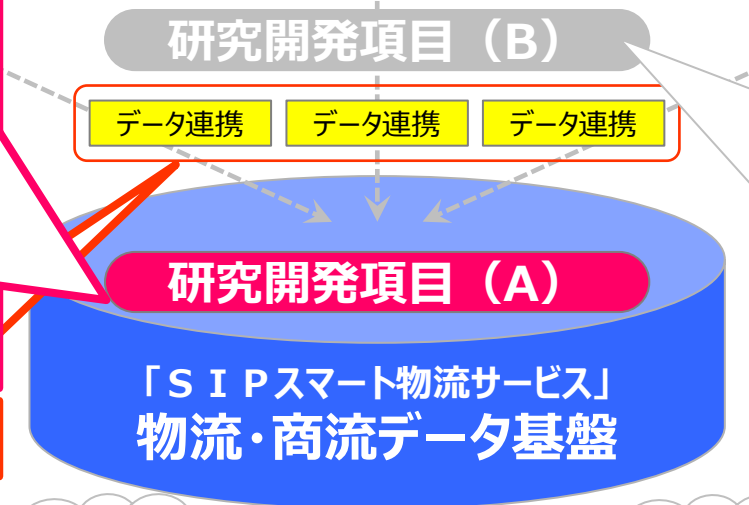 研究開発項目（B）
データ連携 データ連携 データ連携
研究開発項目（A）
「ＳＩＰスマート物流サービス」
物流・商流データ基盤